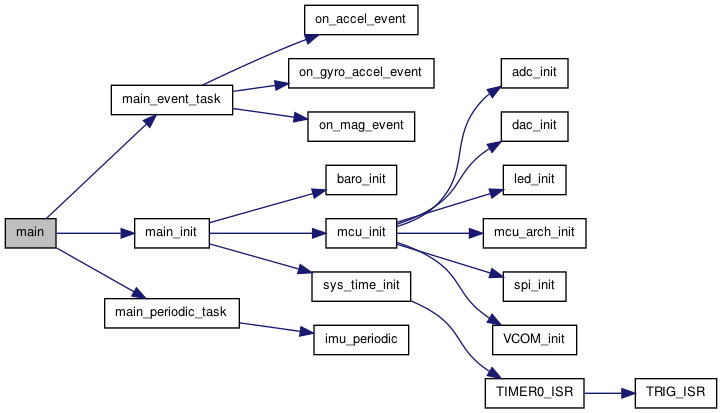 on_accel_event
on_gyro_accel_event
adc_init
main_event_task
on_mag_event
dac_init
baro_init
led_init
main
main_init
mcu_init
mcu_arch_init
sys_time_init
spi_init
main_periodic_task
imu_periodic
VCOM_init
TIMER0_ISR
TRIG_ISR